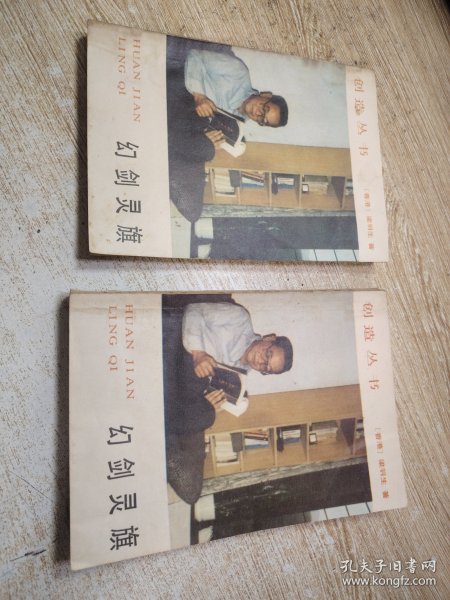 创造丛书
〔香港〕梁羽生 著
HUAN JIAN
LING QI
幻剑灵旗
创造丛书
〔香港〕梁羽生 著
HUAN JIAN
LING QI
幻剑灵旗
孔夫子旧书网
www.kongfz.com